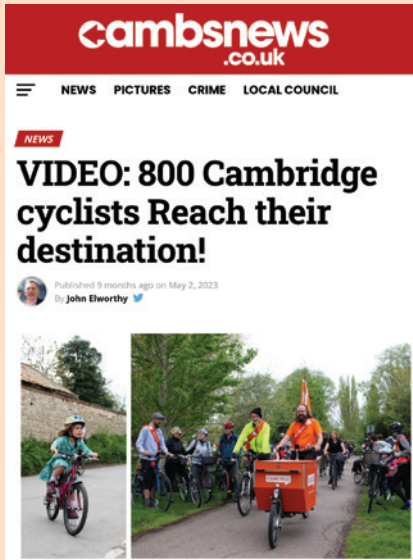 cambsnews
.co.uk
NEWS PICTURES CRIME LOCAL COUNCIL
NEWS
VIDEO: 800 Cambridge
cyclists Reach their
destination!
Published 9 months ago on May 2, 2023
By John Elworthy